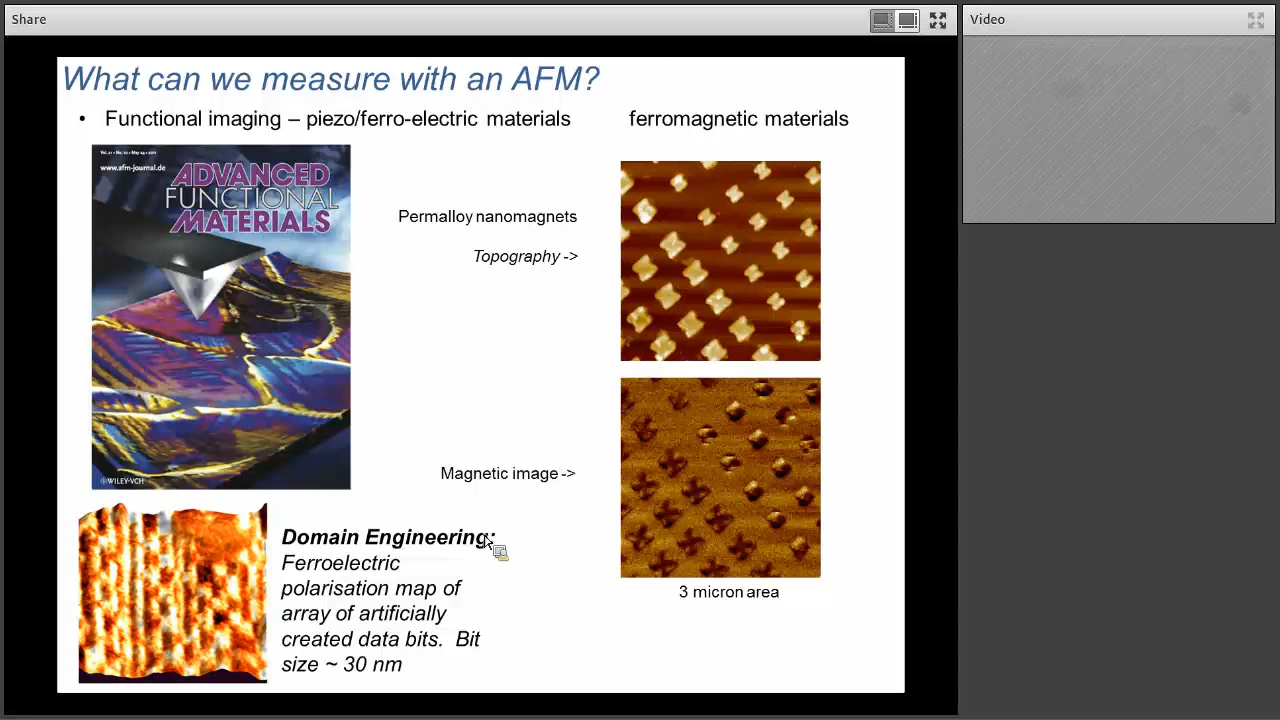 Share
Video
What can we measure with an AFM?
• Functional imaging – piezo/ferro-electric materials
ferromagnetic materials
www.afm-journal.de
ADVANCED
FUNCTIONAL
MATERIALS
WILEY-VCH
Permalloy nanomagnets
Topography ->
Magnetic image ->
3 micron area
Domain Engineering:
Ferroelectric
polarisation map of
array of artificially
created data bits. Bit
size ~ 30 nm